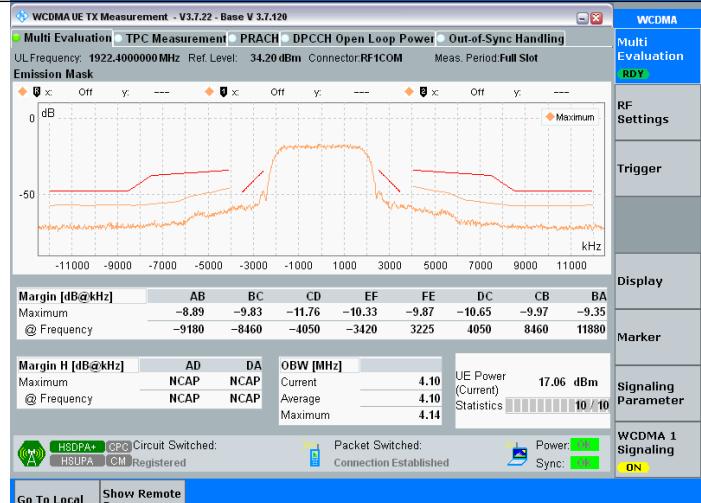 WCDMA UE TX Measurement - V3.7.22 - Base V 3.7.120
WCDMA
Multi Evaluation TPC Measurement PRACH DPCCH Open Loop Power Out-of-Sync Handling
Multi Evaluation
RDY
UL Frequency: 1922.4000000 MHz Ref. Level: 34.20 dBm Connector: RF1COM Meas. Period: Full Slot
Emission Mask
x: Off y: --- x: Off y: --- x: Off y: ---
dB
Maximum
0
-50
kHz
-11000 -9000 -7000 -5000 -3000 -1000 1000 3000 5000 7000 9000 11000
RF Settings
Trigger
Display
Marker
Signaling Parameter
WCDMA 1 Signaling
ON
Margin [dB@kHz] AB BC CD EF FE DC CB BA
Maximum -8.89 -9.83 -11.76 -10.33 -9.87 -10.65 -9.97 -9.35
@ Frequency -9180 -8460 -4050 -3420 3225 4050 8460 11880
Margin H [dB@kHz] AD DA
Maximum NCAP NCAP
@ Frequency NCAP NCAP
OBW [MHz]
Current 4.10
Average 4.10
Maximum 4.14
UE Power (Current) 17.06 dBm
Statistics 10 / 10
HSDPA+ CPC Circuit Switched: Packet Switched: Power: OK
HSUPA CM Registered Connection Established Sync: OK
Go To Local
Show Remote